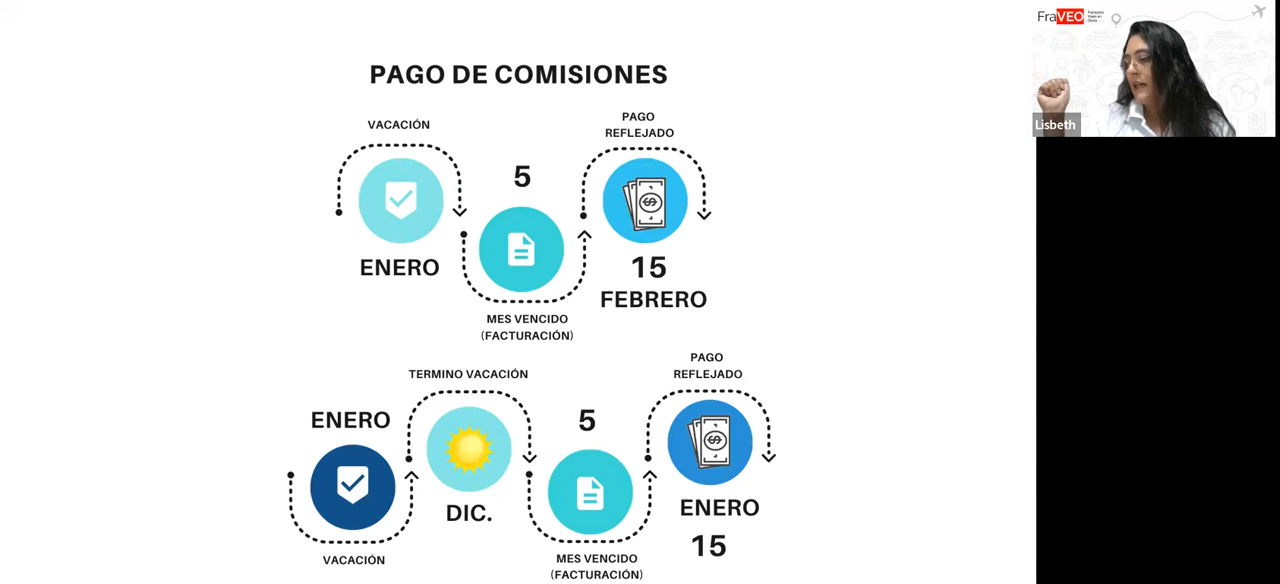 PAGO DE COMISIONES
VACACIÓN
ENERO
5
MES VENCIDO
(FACTURACIÓN)
PAGO
REFLEJADO
15
FEBRERO
ENERO
VACACIÓN
TERMINO VACACIÓN
DIC.
5
MES VENCIDO
(FACTURACIÓN)
PAGO
REFLEJADO
ENERO
15
FraVEO
Lisbeth